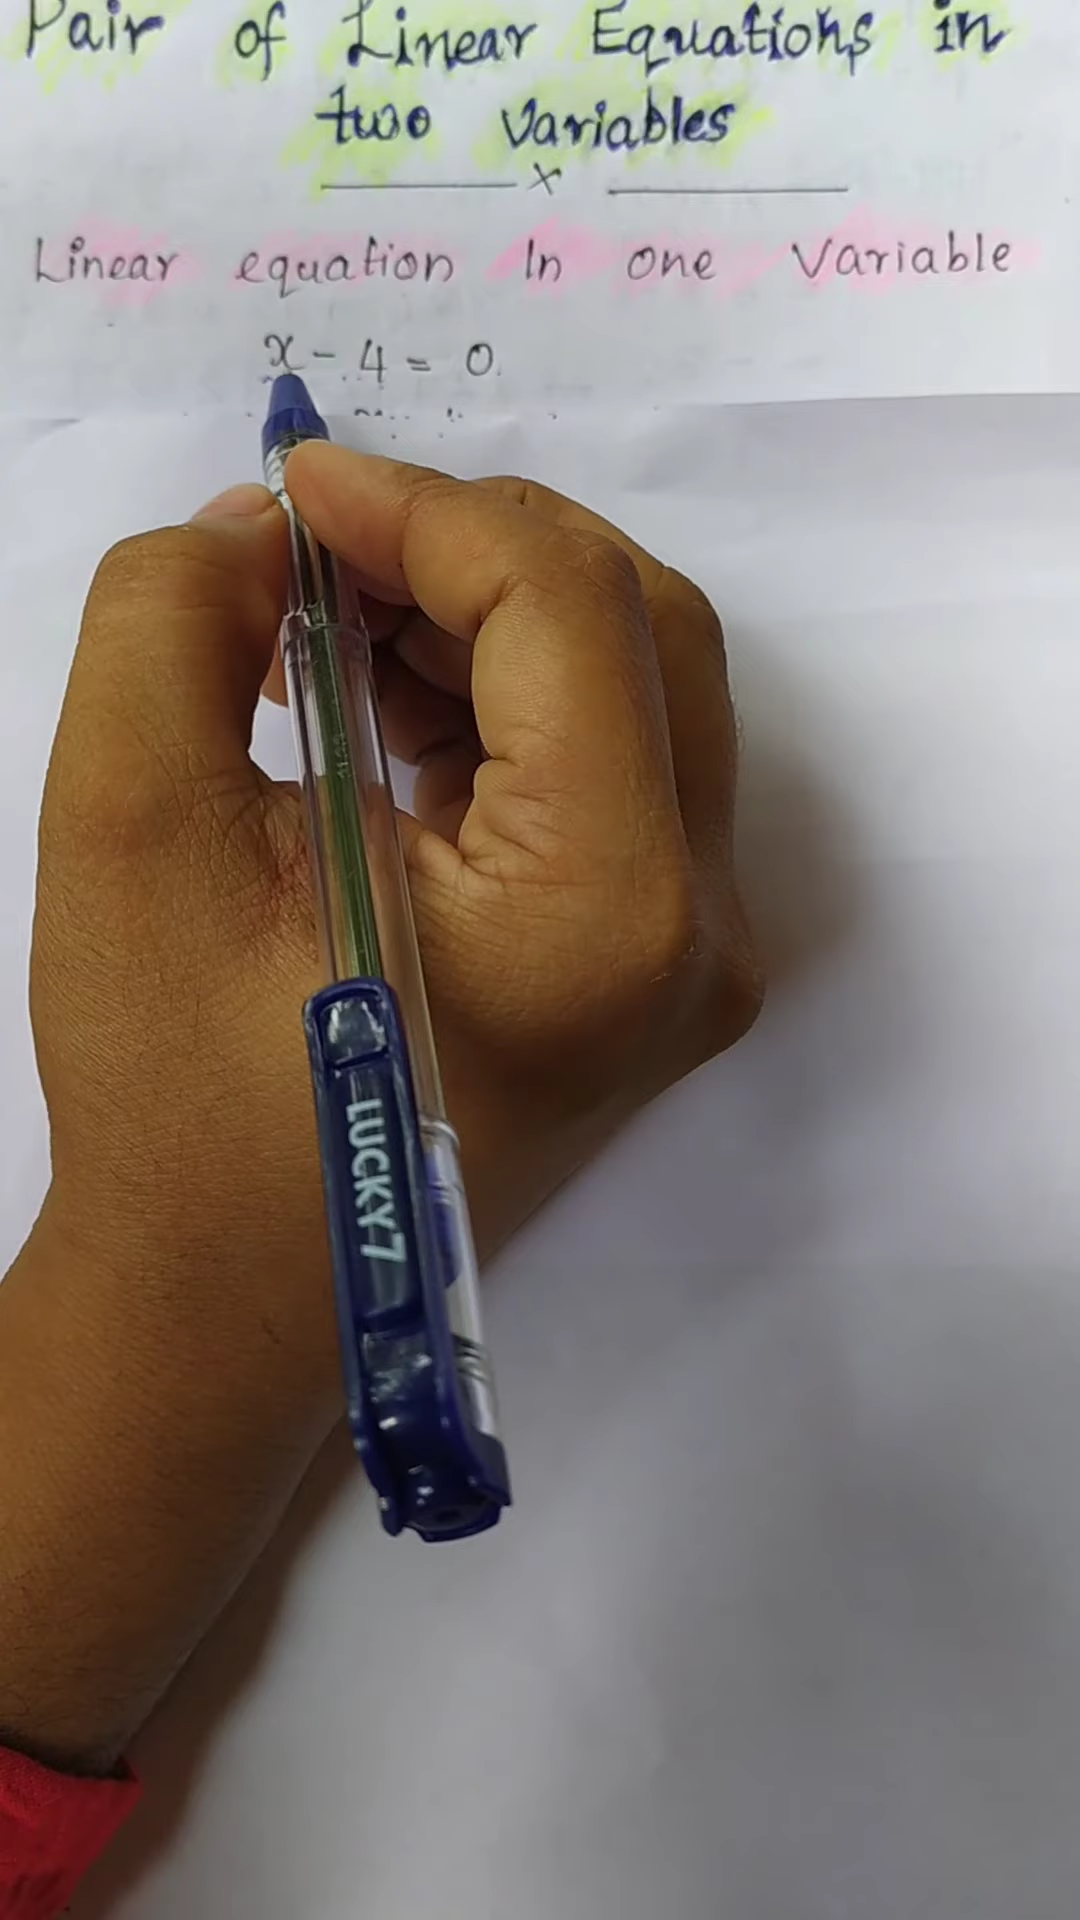 Pair of Linear Equations in
two Variables
x
Linear equation In one Variable
x - 4 = 0
LUCKY7